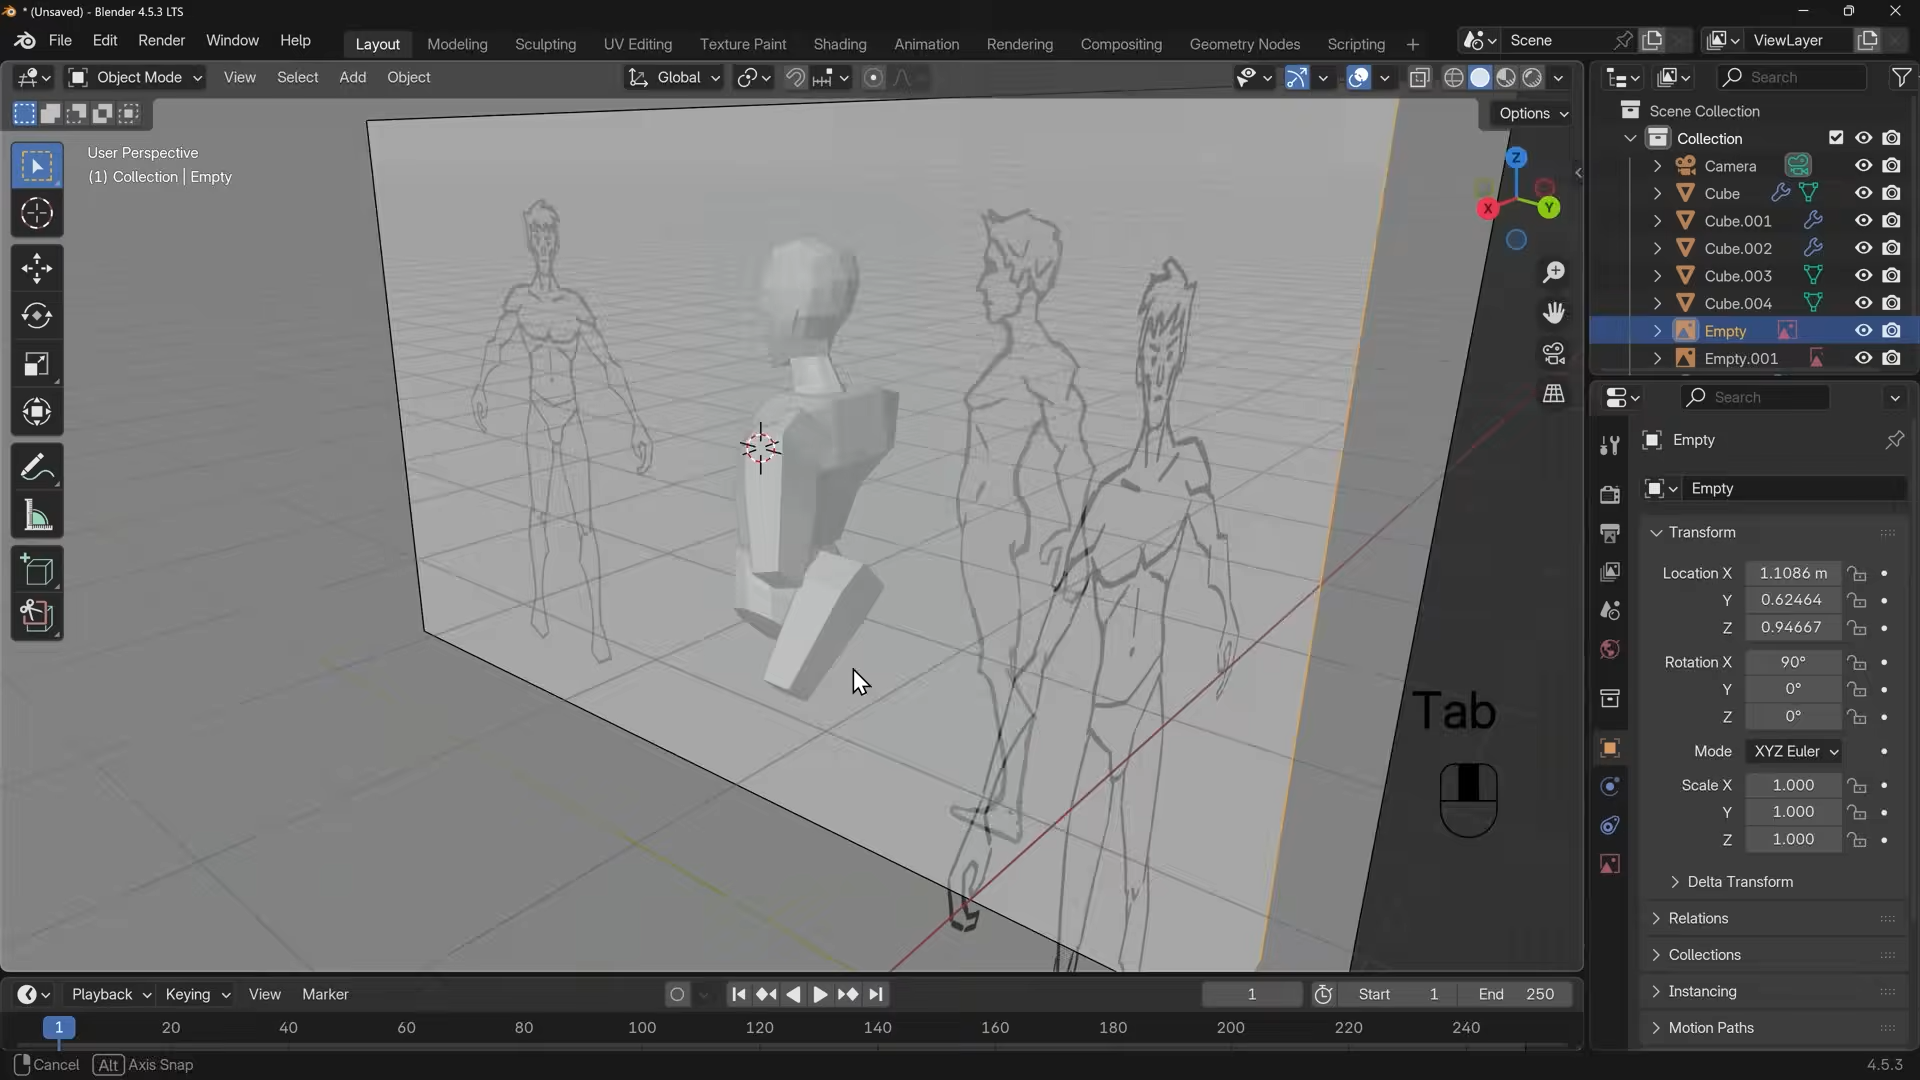 * (Unsaved) - Blender 4.5.3 LTS
File Edit Render Window Help
Layout Modeling Sculpting UV Editing Texture Paint Shading Animation Rendering Compositing Geometry Nodes Scripting +
Scene ViewLayer
Object Mode View Select Add Object
Global
Search
Options
User Perspective
(1) Collection | Empty
Z
X
Y
Scene Collection
Collection
Camera
Cube
Cube.001
Cube.002
Cube.003
Cube.004
Empty
Empty.001
Search
Empty
Empty
Transform
Location X 1.1086 m
Y 0.62464
Z 0.94667
Rotation X 90°
Y 0°
Z 0°
Mode XYZ Euler
Scale X 1.000
Y 1.000
Z 1.000
Delta Transform
Relations
Collections
Instancing
Motion Paths
Tab
Playback Keying View Marker
1 Start 1 End 250
1 20 40 60 80 100 120 140 160 180 200 220 240
Cancel Alt Axis Snap
4.5.3